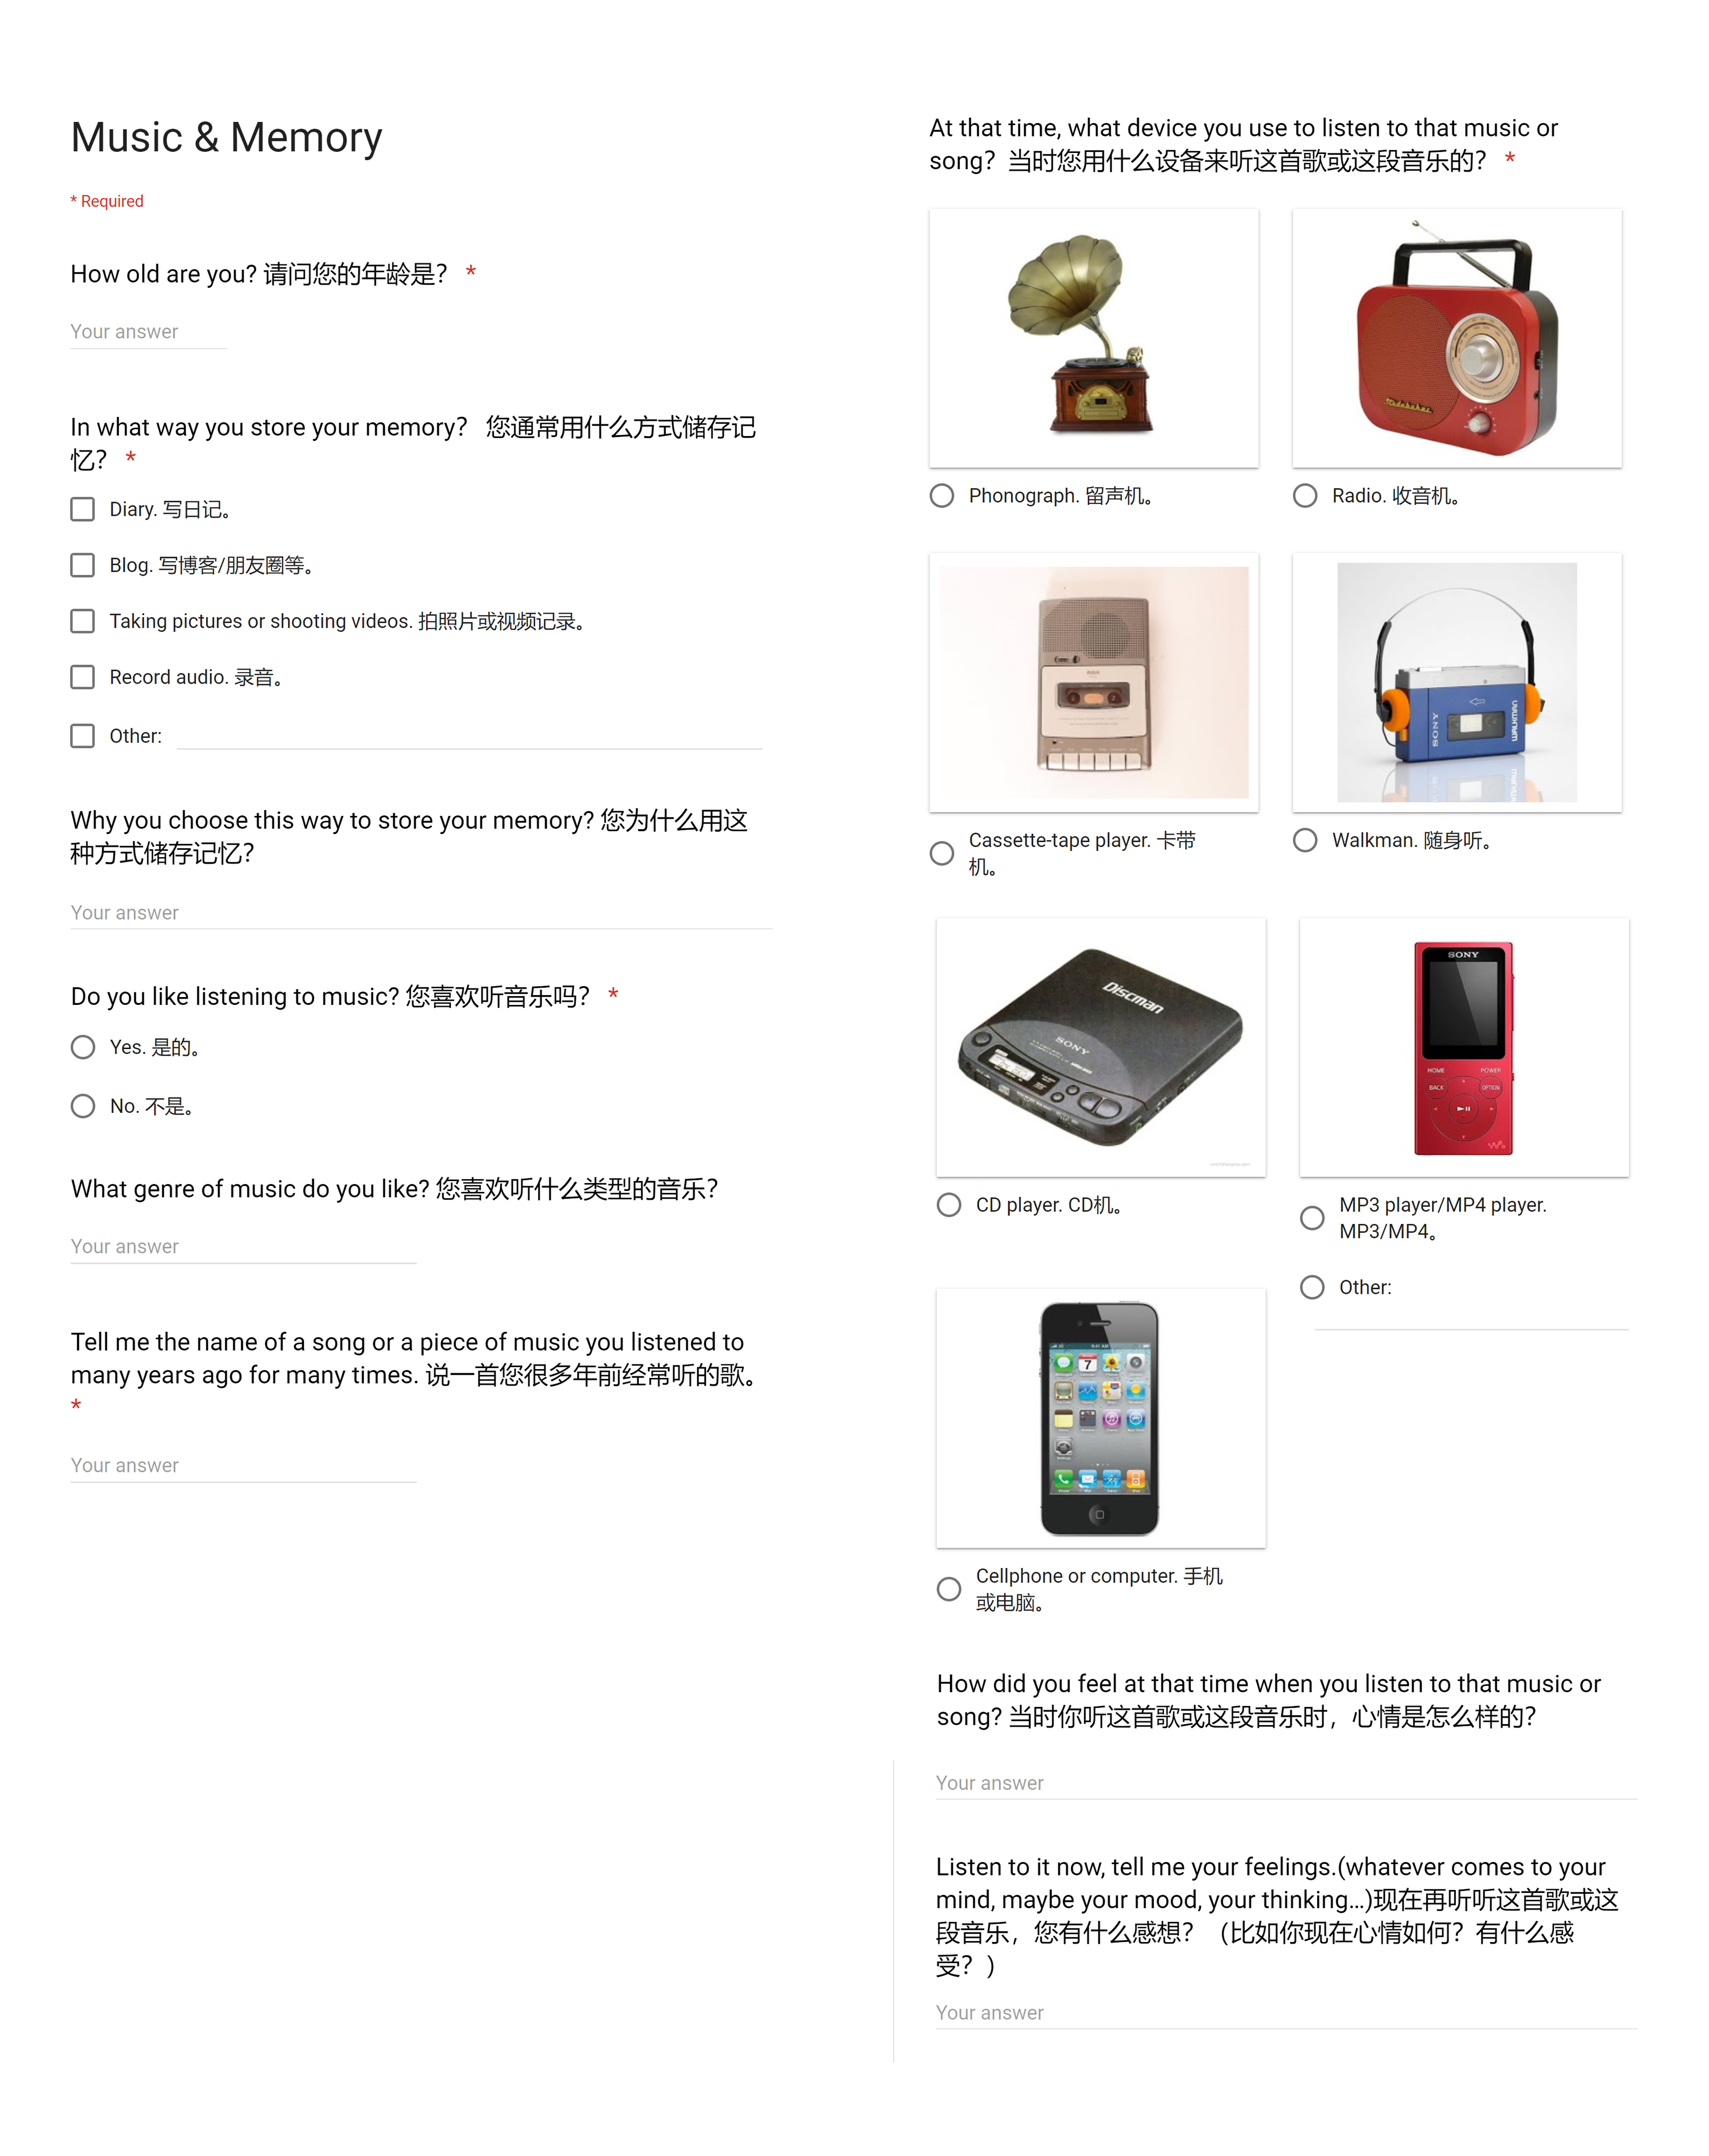 Music & Memory
* Required
How old are you? 请问您的年龄是？ *
Your answer
In what way you store your memory？ 您通常用什么方式储存记
忆？ *
Diary. 写日记。
Blog. 写博客/朋友圈等。
Taking pictures or shooting videos. 拍照片或视频记录。
Record audio. 录音。
Other:
Why you choose this way to store your memory? 您为什么用这
种方式储存记忆？
Your answer
Do you like listening to music? 您喜欢听音乐吗？ *
Yes. 是的。
No. 不是。
What genre of music do you like? 您喜欢听什么类型的音乐？
Your answer
Tell me the name of a song or a piece of music you listened to
many years ago for many times. 说一首您很多年前经常听的歌。
*
Your answer
At that time, what device you use to listen to that music or
song？当时您用什么设备来听这首歌或这段音乐的？ *
Studebaker
Phonograph. 留声机。
Radio. 收音机。
RCA
SONY
WALKMAN
Cassette-tape player. 卡带
机。
Walkman. 随身听。
Discman
SONY
SONY
HOME POWER
BACK OPTION
CD player. CD机。
MP3 player/MP4 player.
MP3/MP4。
Other:
7
Cellphone or computer. 手机
或电脑。
How did you feel at that time when you listen to that music or
song? 当时你听这首歌或这段音乐时，心情是怎么样的？
Your answer
Listen to it now, tell me your feelings.(whatever comes to your
mind, maybe your mood, your thinking...)现在再听听这首歌或这
段音乐，您有什么感想？（比如你现在心情如何？有什么感
受？)
Your answer